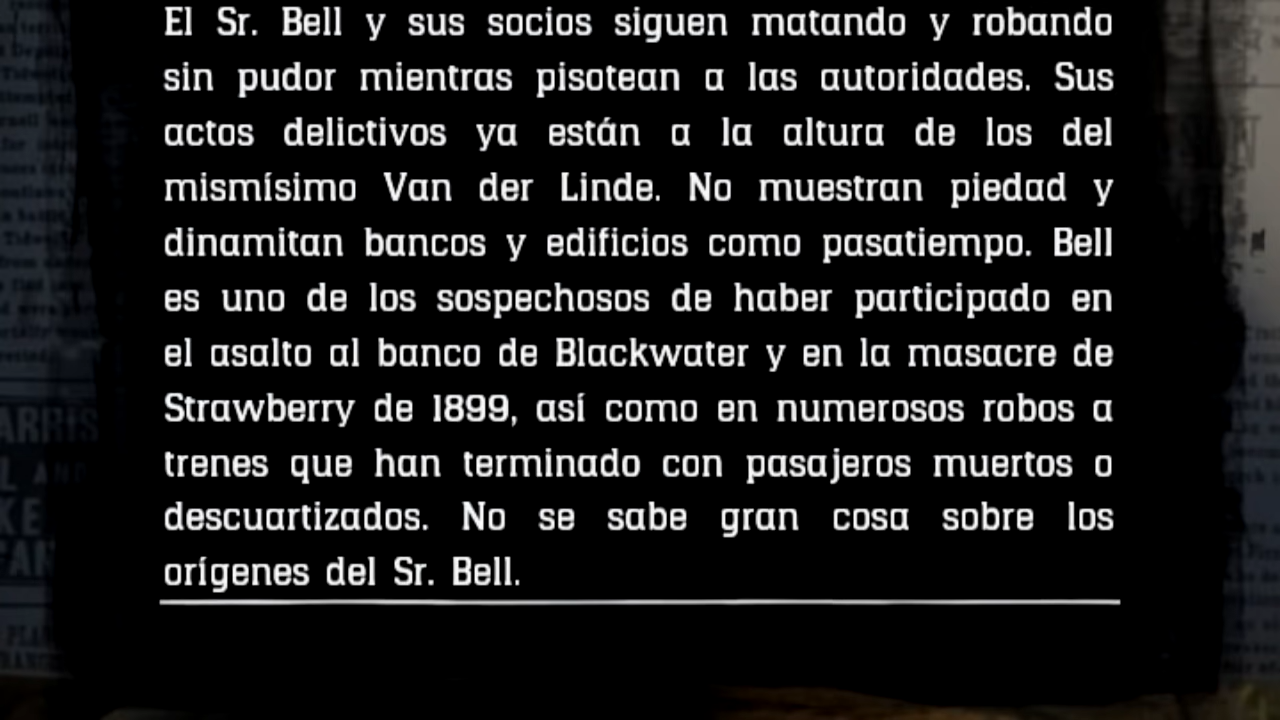 El Sr. Bell y sus socios siguen matando y robando
sin pudor mientras pisotean a las autoridades. Sus
actos delictivos ya están a la altura de los del
mismísimo Van der Linde. No muestran piedad y
dinamitan bancos y edificios como pasatiempo. Bell
es uno de los sospechosos de haber participado en
el asalto al banco de Blackwater y en la masacre de
Strawberry de 1899, así como en numerosos robos a
trenes que han terminado con pasajeros muertos o
descuartizados. No se sabe gran cosa sobre los
orígenes del Sr. Bell.